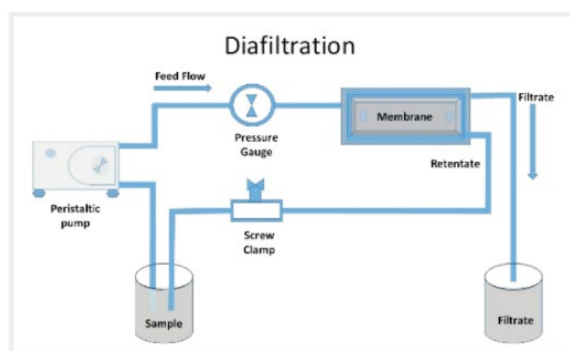 Diafiltration
Feed Flow
Filtrate
Membrane
Pressure
Gauge
Retentate
Peristaltic
pump
Screw
Clamp
Sample
Filtrate